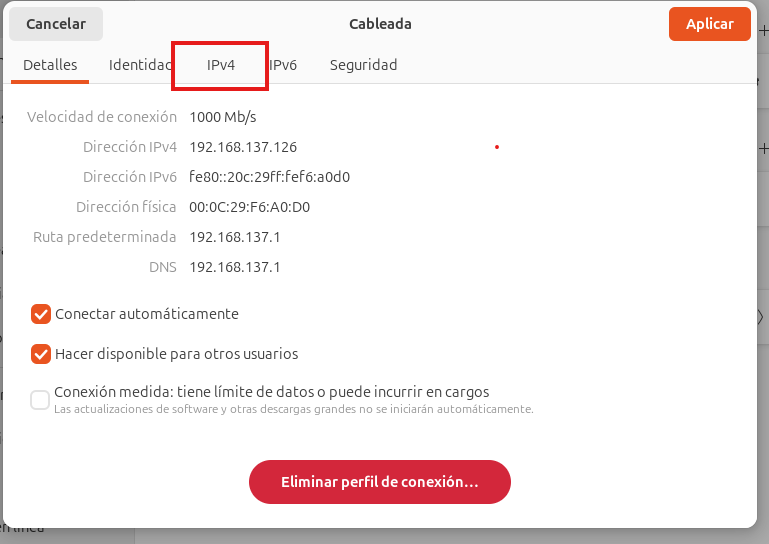 Cancelar Cableada Aplicar
Detalles Identidad IPv4 IPv6 Seguridad
Velocidad de conexión 1000 Mb/s
Dirección IPv4 192.168.137.126
Dirección IPv6 fe80::20c:29ff:fef6:a0d0
Dirección física 00:0C:29:F6:A0:D0
Ruta predeterminada 192.168.137.1
DNS 192.168.137.1
Conectar automáticamente
Hacer disponible para otros usuarios
Conexión medida: tiene límite de datos o puede incurrir en cargos
Las actualizaciones de software y otras descargas grandes no se iniciarán automáticamente.
Eliminar perfil de conexión…